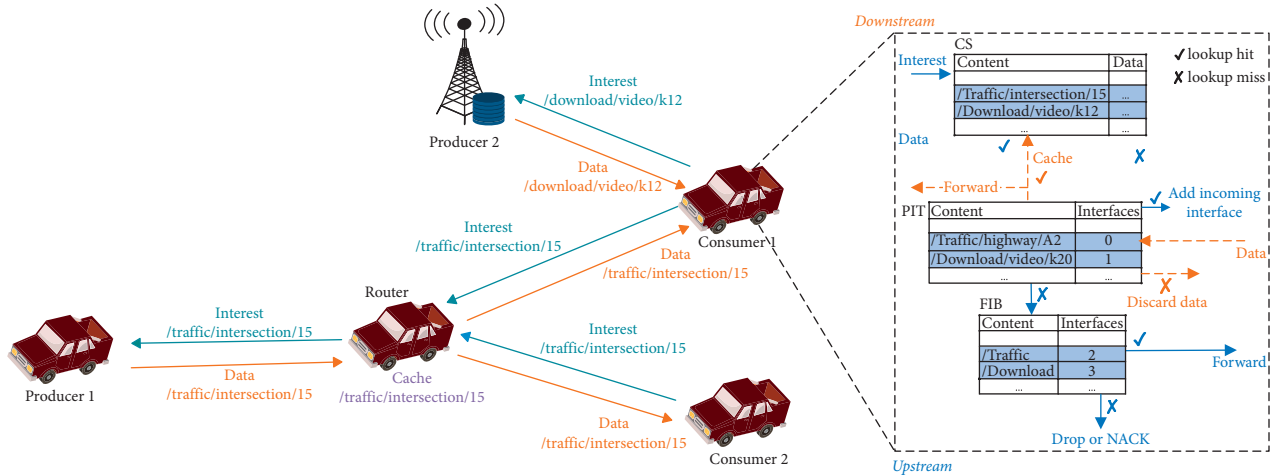 Interest
/download/video/k12
Producer 2
Data
/download/video/k12
Interest
/traffic/intersection/15
Consumer 1
Data
/traffic/intersection/15
Router
Interest
/traffic/intersection/15
Producer 1
Data
/traffic/intersection/15
Cache
/traffic/intersection/15
Interest
/traffic/intersection/15
Data
/traffic/intersection/15
Consumer 2
Downstream
CS
✓ lookup hit
✗ lookup miss
Interest
Content Data
/Traffic/intersection/15 ...
/Download/video/k12 ...
... ...
Data
Cache
Forward
PIT
Content Interfaces
/Traffic/highway/A2 0
/Download/video/k20 1
... ...
Add incoming
interface
Data
Discard data
FIB
Content Interfaces
/Traffic 2
/Download 3
... ...
Forward
Drop or NACK
Upstream